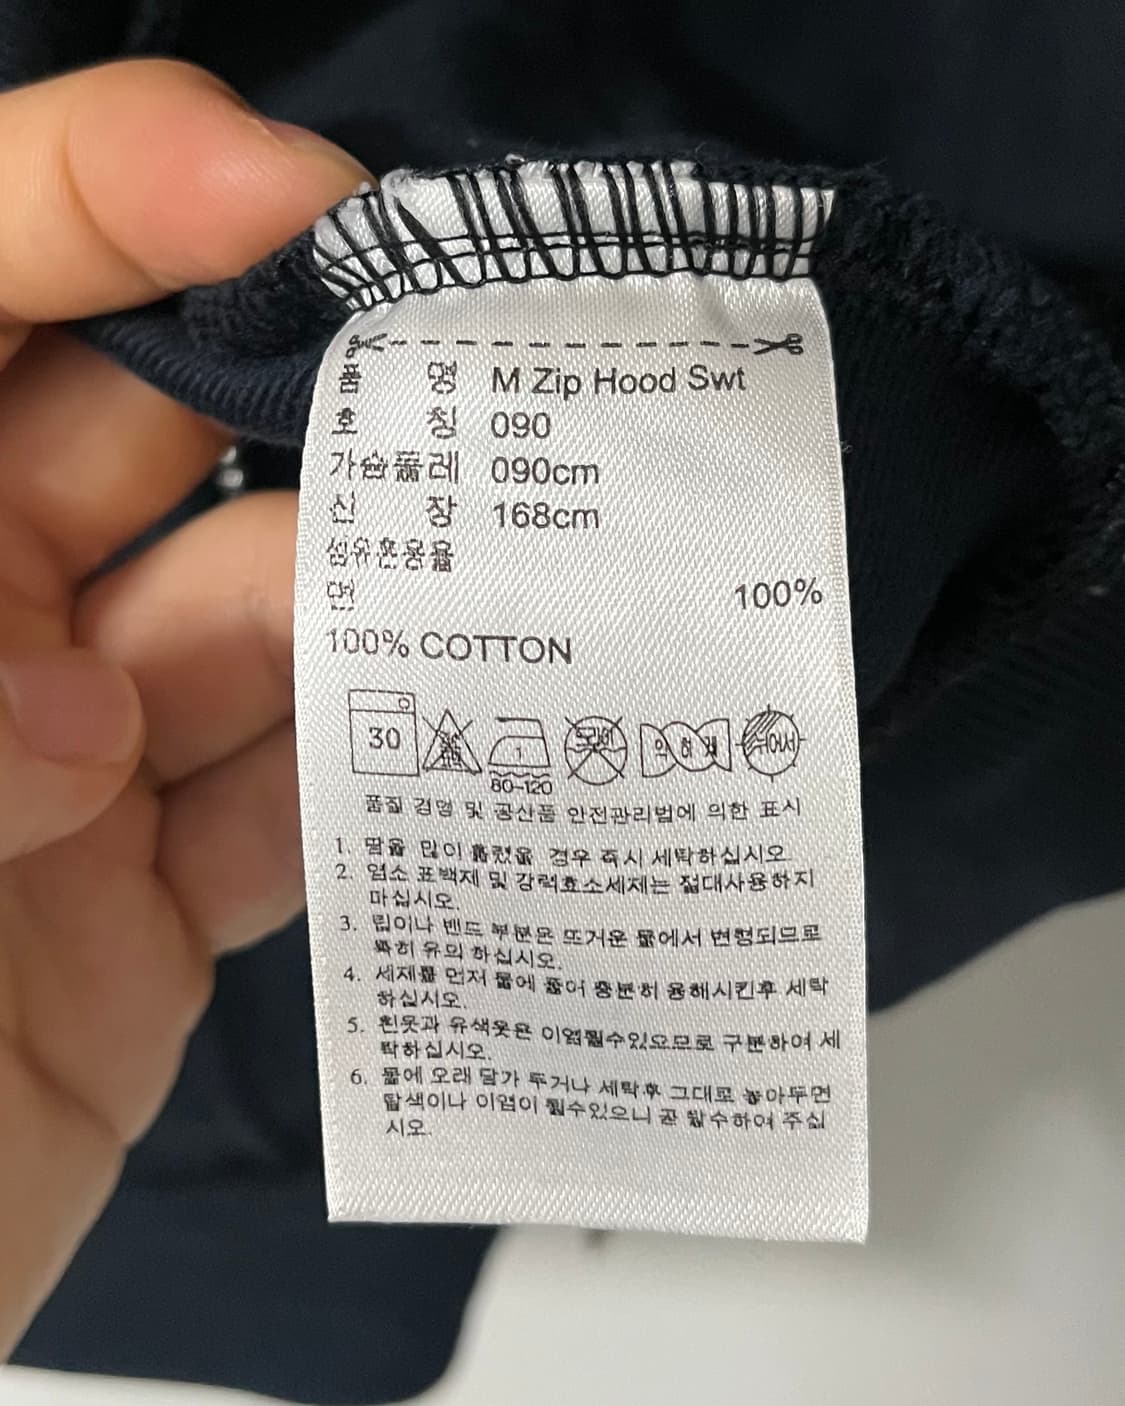 품 명 M Zip Hood Swt
호 칭 090
가슴둘레 090cm
신 장 168cm
섬유혼용율
면 100%
100% COTTON
30
1
80-120
드라이
약하게
뉘어서
품질 경영 및 공산품 안전관리법에 의한 표시
1. 땀을 많이 흘렸을 경우 즉시 세탁하십시오.
2. 염소 표백제 및 강력효소세제는 절대사용하지
마십시오.
3. 립이나 밴드 부분은 뜨거운 물에서 변형되므로
특히 유의 하십시오.
4. 세제를 먼저 물에 풀어 충분히 용해시킨후 세탁
하십시오.
5. 흰옷과 유색옷은 이염될수있으므로 구분하여 세
탁하십시오.
6. 물에 오래 담가 두거나 세탁후 그대로 놓아두면
탈색이나 이염이 될수있으니 곧 탈수하여 주십
시오.